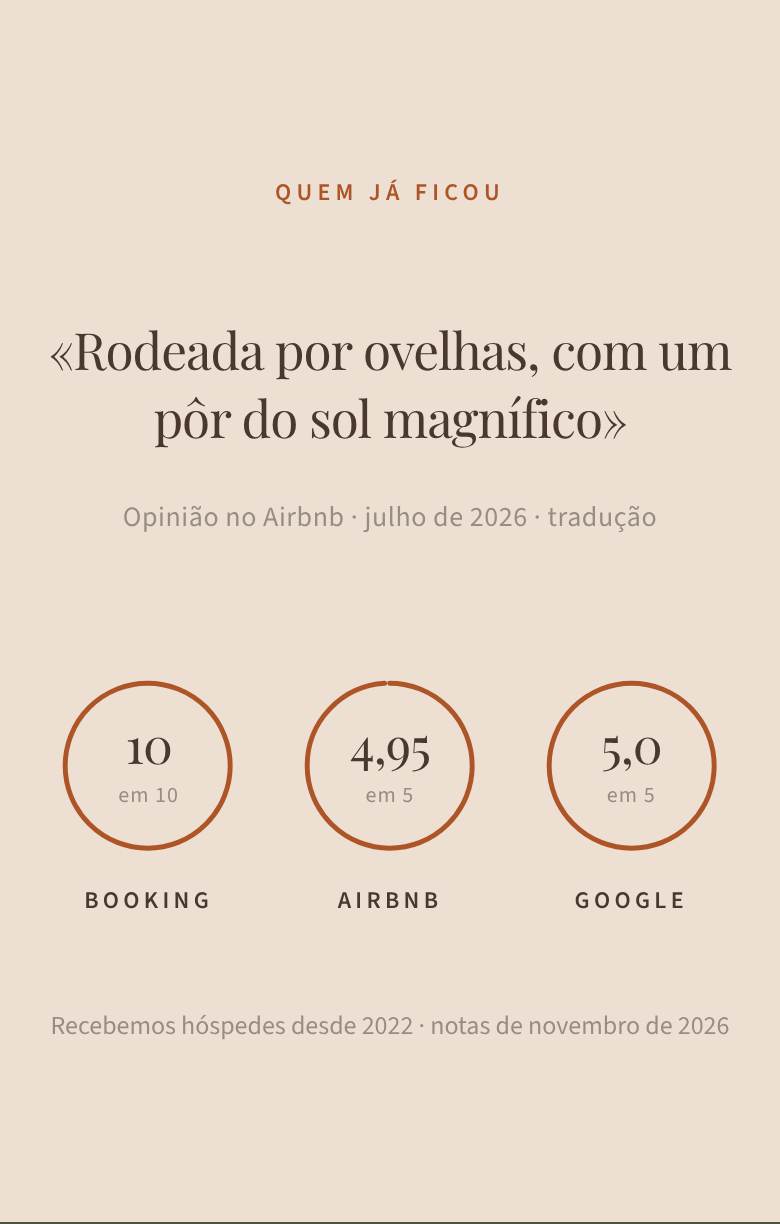 QUEM JÁ FICOU
«Rodeada por ovelhas, com um
pôr do sol magnífico»
Opinião no Airbnb · julho de 2026 · tradução
10
em 10
BOOKING
4,95
em 5
AIRBNB
5,0
em 5
GOOGLE
Recebemos hóspedes desde 2022 · notas de novembro de 2026